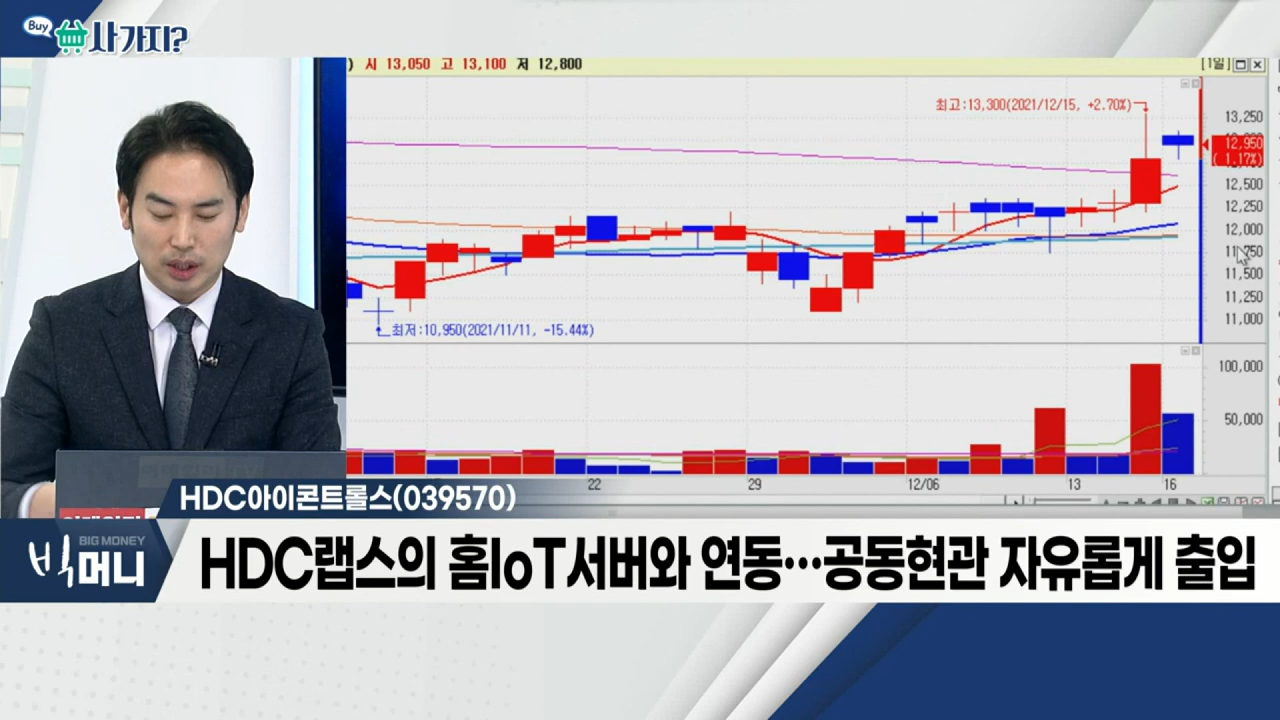 Buy
사가지?
) 시 13,050 고 13,100 저 12,800
[1일]
최고:13,300(2021/12/15, +2.70%)
13,250
12,950
( 1.17%)
12,500
12,250
12,000
11,750
11,500
11,250
11,000
최저:10,950(2021/11/11, -15.44%)
100,000
50,000
22
29
12/06
13
16
HDC아이콘트롤스(039570)
BIG MONEY
빅머니
HDC랩스의 홈IoT서버와 연동…공동현관 자유롭게 출입